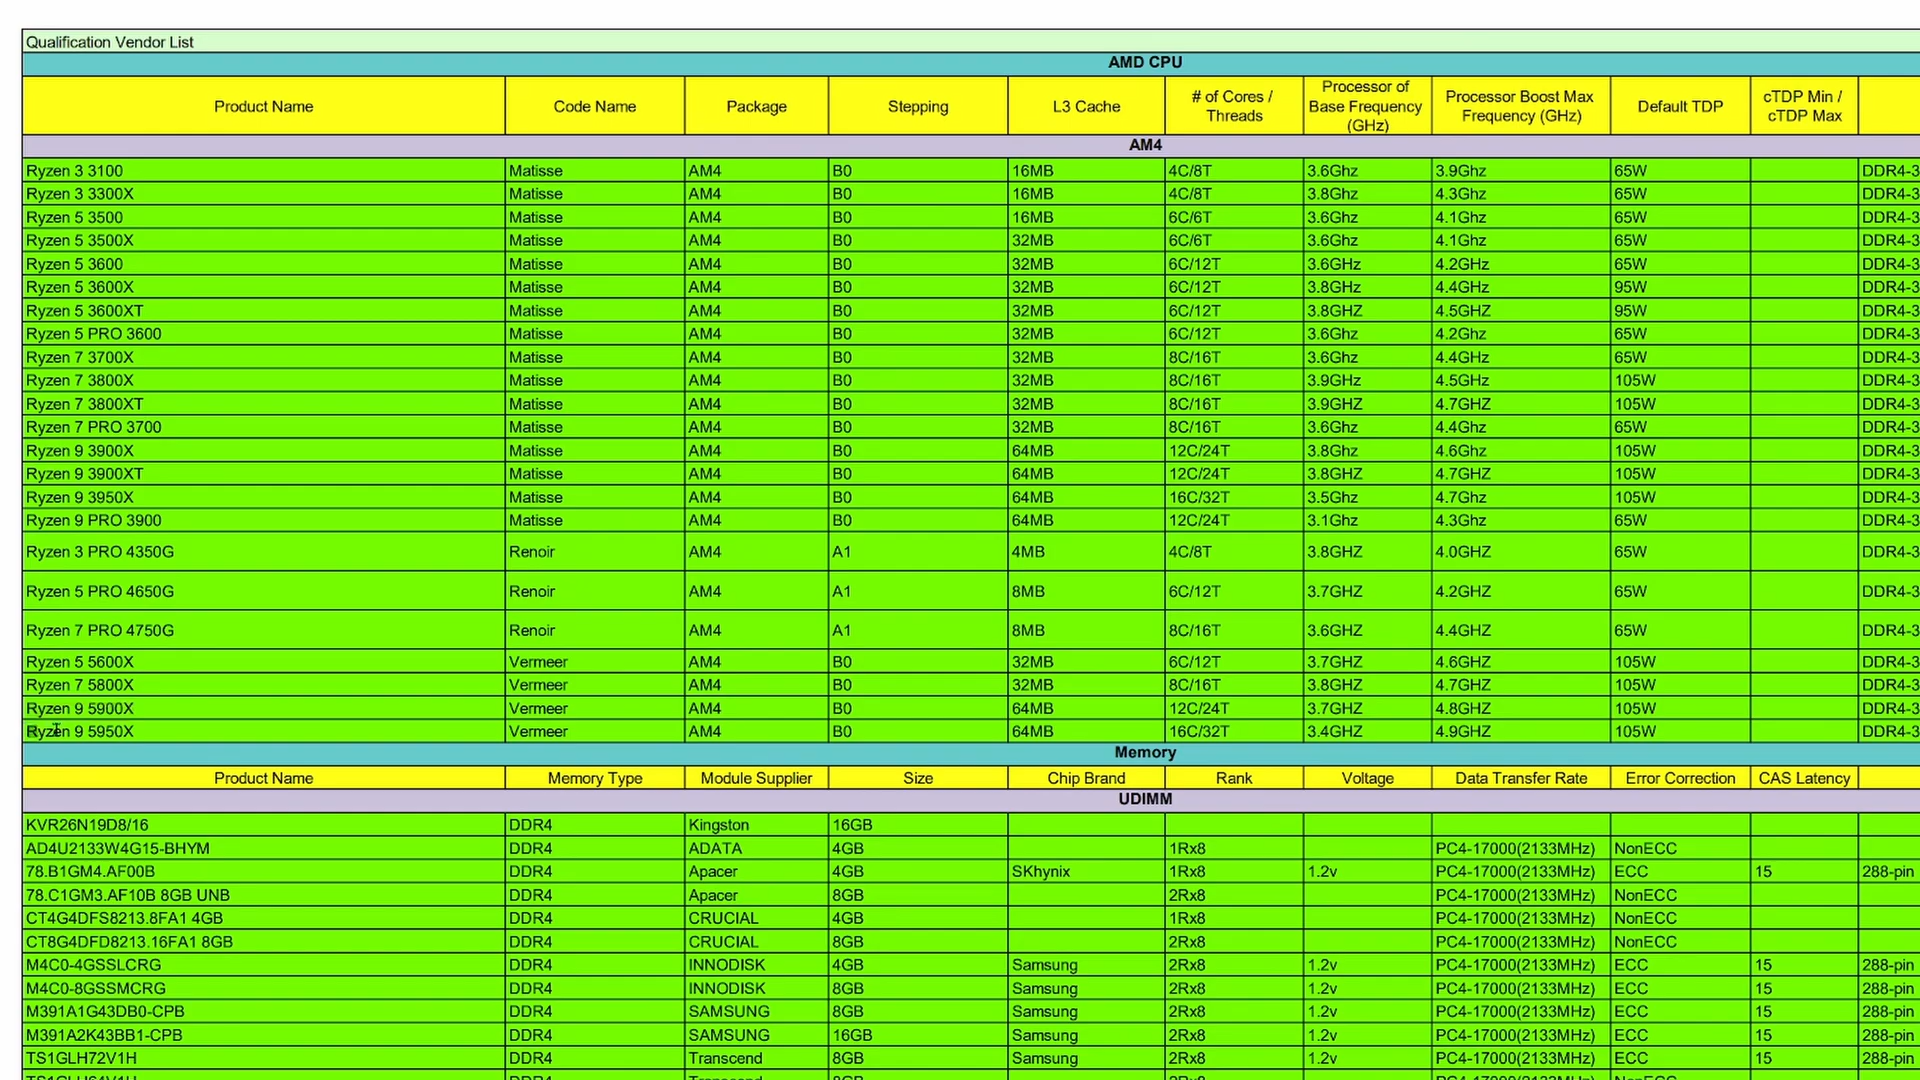 Qualification Vendor List
AMD CPU
Product Name Code Name Package Stepping L3 Cache # of Cores / Threads Processor of Base Frequency (GHz) Processor Boost Max Frequency (GHz) Default TDP cTDP Min / cTDP Max
AM4
Ryzen 3 3100 Matisse AM4 B0 16MB 4C/8T 3.6Ghz 3.9Ghz 65W DDR4-3
Ryzen 3 3300X Matisse AM4 B0 16MB 4C/8T 3.8Ghz 4.3Ghz 65W DDR4-3
Ryzen 5 3500 Matisse AM4 B0 16MB 6C/6T 3.6Ghz 4.1Ghz 65W DDR4-3
Ryzen 5 3500X Matisse AM4 B0 32MB 6C/6T 3.6Ghz 4.1Ghz 65W DDR4-3
Ryzen 5 3600 Matisse AM4 B0 32MB 6C/12T 3.6GHz 4.2GHz 65W DDR4-3
Ryzen 5 3600X Matisse AM4 B0 32MB 6C/12T 3.8Ghz 4.4Ghz 95W DDR4-3
Ryzen 5 3600XT Matisse AM4 B0 32MB 6C/12T 3.8GHZ 4.5GHZ 95W DDR4-3
Ryzen 5 PRO 3600 Matisse AM4 B0 32MB 6C/12T 3.6Ghz 4.2Ghz 65W DDR4-3
Ryzen 7 3700X Matisse AM4 B0 32MB 8C/16T 3.6Ghz 4.4Ghz 65W DDR4-3
Ryzen 7 3800X Matisse AM4 B0 32MB 8C/16T 3.9Ghz 4.5Ghz 105W DDR4-3
Ryzen 7 3800XT Matisse AM4 B0 32MB 8C/16T 3.9GHZ 4.7GHZ 105W DDR4-3
Ryzen 7 PRO 3700 Matisse AM4 B0 32MB 8C/16T 3.6Ghz 4.4Ghz 65W DDR4-3
Ryzen 9 3900X Matisse AM4 B0 64MB 12C/24T 3.8Ghz 4.6Ghz 105W DDR4-3
Ryzen 9 3900XT Matisse AM4 B0 64MB 12C/24T 3.8GHZ 4.7GHZ 105W DDR4-3
Ryzen 9 3950X Matisse AM4 B0 64MB 16C/32T 3.5Ghz 4.7Ghz 105W DDR4-3
Ryzen 9 PRO 3900 Matisse AM4 B0 64MB 12C/24T 3.1Ghz 4.3Ghz 65W DDR4-3
Ryzen 3 PRO 4350G Renoir AM4 A1 4MB 4C/8T 3.8GHZ 4.0GHZ 65W DDR4-3
Ryzen 5 PRO 4650G Renoir AM4 A1 8MB 6C/12T 3.7GHZ 4.2GHZ 65W DDR4-3
Ryzen 7 PRO 4750G Renoir AM4 A1 8MB 8C/16T 3.6GHZ 4.4GHZ 65W DDR4-3
Ryzen 5 5600X Vermeer AM4 B0 32MB 6C/12T 3.7GHZ 4.6GHZ 105W DDR4-3
Ryzen 7 5800X Vermeer AM4 B0 32MB 8C/16T 3.8GHZ 4.7GHZ 105W DDR4-3
Ryzen 9 5900X Vermeer AM4 B0 64MB 12C/24T 3.7GHZ 4.8GHZ 105W DDR4-3
Ryzen 9 5950X Vermeer AM4 B0 64MB 16C/32T 3.4GHZ 4.9GHZ 105W DDR4-3
Memory
Product Name Memory Type Module Supplier Size Chip Brand Rank Voltage Data Transfer Rate Error Correction CAS Latency
UDIMM
KVR26N19D8/16 DDR4 Kingston 16GB
AD4U2133W4G15-BHYM DDR4 ADATA 4GB 1Rx8 PC4-17000(2133MHz) NonECC
78.B1GM4.AF00B DDR4 Apacer 4GB SKhynix 1Rx8 1.2v PC4-17000(2133MHz) ECC 15 288-pin
78.C1GM3.AF10B 8GB UNB DDR4 Apacer 8GB 2Rx8 PC4-17000(2133MHz) NonECC
CT4G4DFS8213.8FA1 4GB DDR4 CRUCIAL 4GB 1Rx8 PC4-17000(2133MHz) NonECC
CT8G4DFD8213.16FA1 8GB DDR4 CRUCIAL 8GB 2Rx8 PC4-17000(2133MHz) NonECC
M4C0-4GSSLCRG DDR4 INNODISK 4GB Samsung 2Rx8 1.2v PC4-17000(2133MHz) ECC 15 288-pin
M4C0-8GSSMCRG DDR4 INNODISK 8GB Samsung 2Rx8 1.2v PC4-17000(2133MHz) ECC 15 288-pin
M391A1G43DB0-CPB DDR4 SAMSUNG 8GB Samsung 2Rx8 1.2v PC4-17000(2133MHz) ECC 15 288-pin
M391A2K43BB1-CPB DDR4 SAMSUNG 16GB Samsung 2Rx8 1.2v PC4-17000(2133MHz) ECC 15 288-pin
TS1GLH72V1H DDR4 Transcend 8GB Samsung 2Rx8 1.2v PC4-17000(2133MHz) ECC 15 288-pin